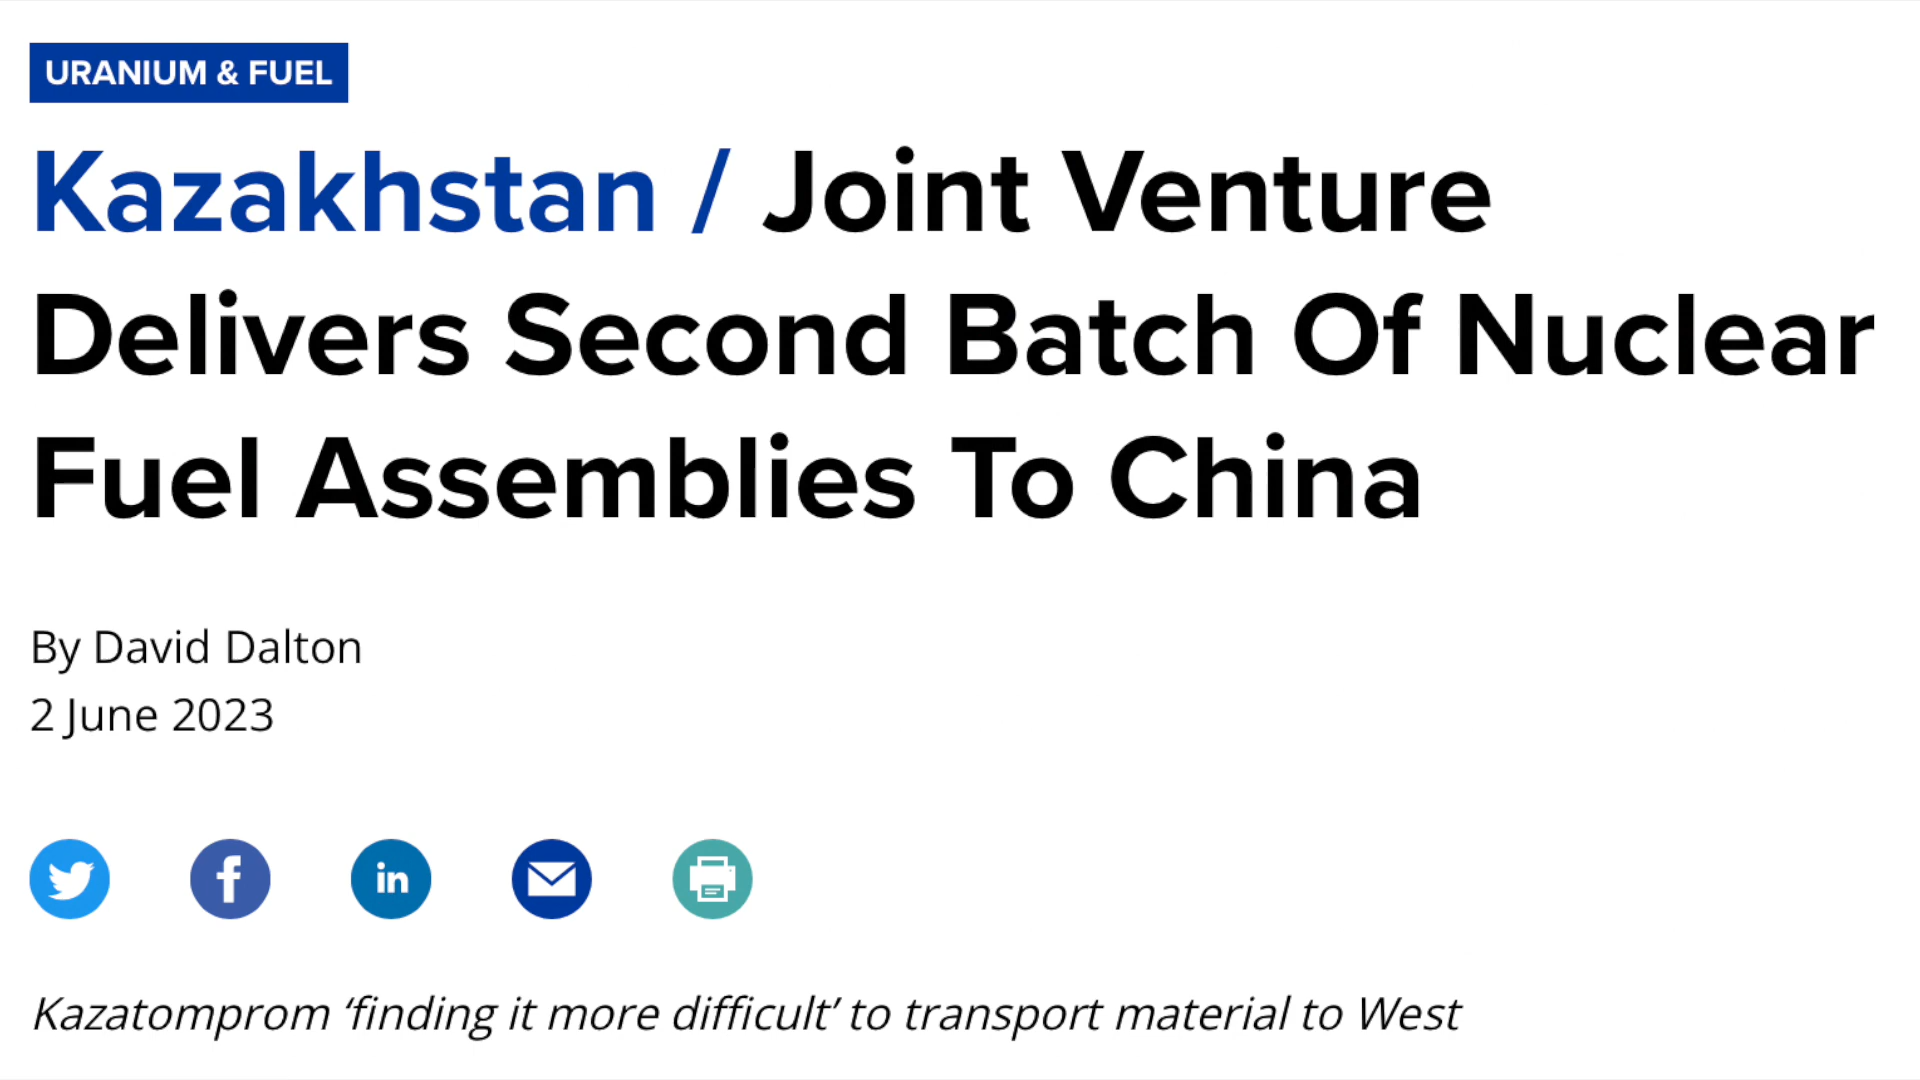 URANIUM & FUEL
Kazakhstan / Joint Venture
Delivers Second Batch Of Nuclear
Fuel Assemblies To China
By David Dalton
2 June 2023
in
Kazatomprom ‘finding it more difficult’ to transport material to West